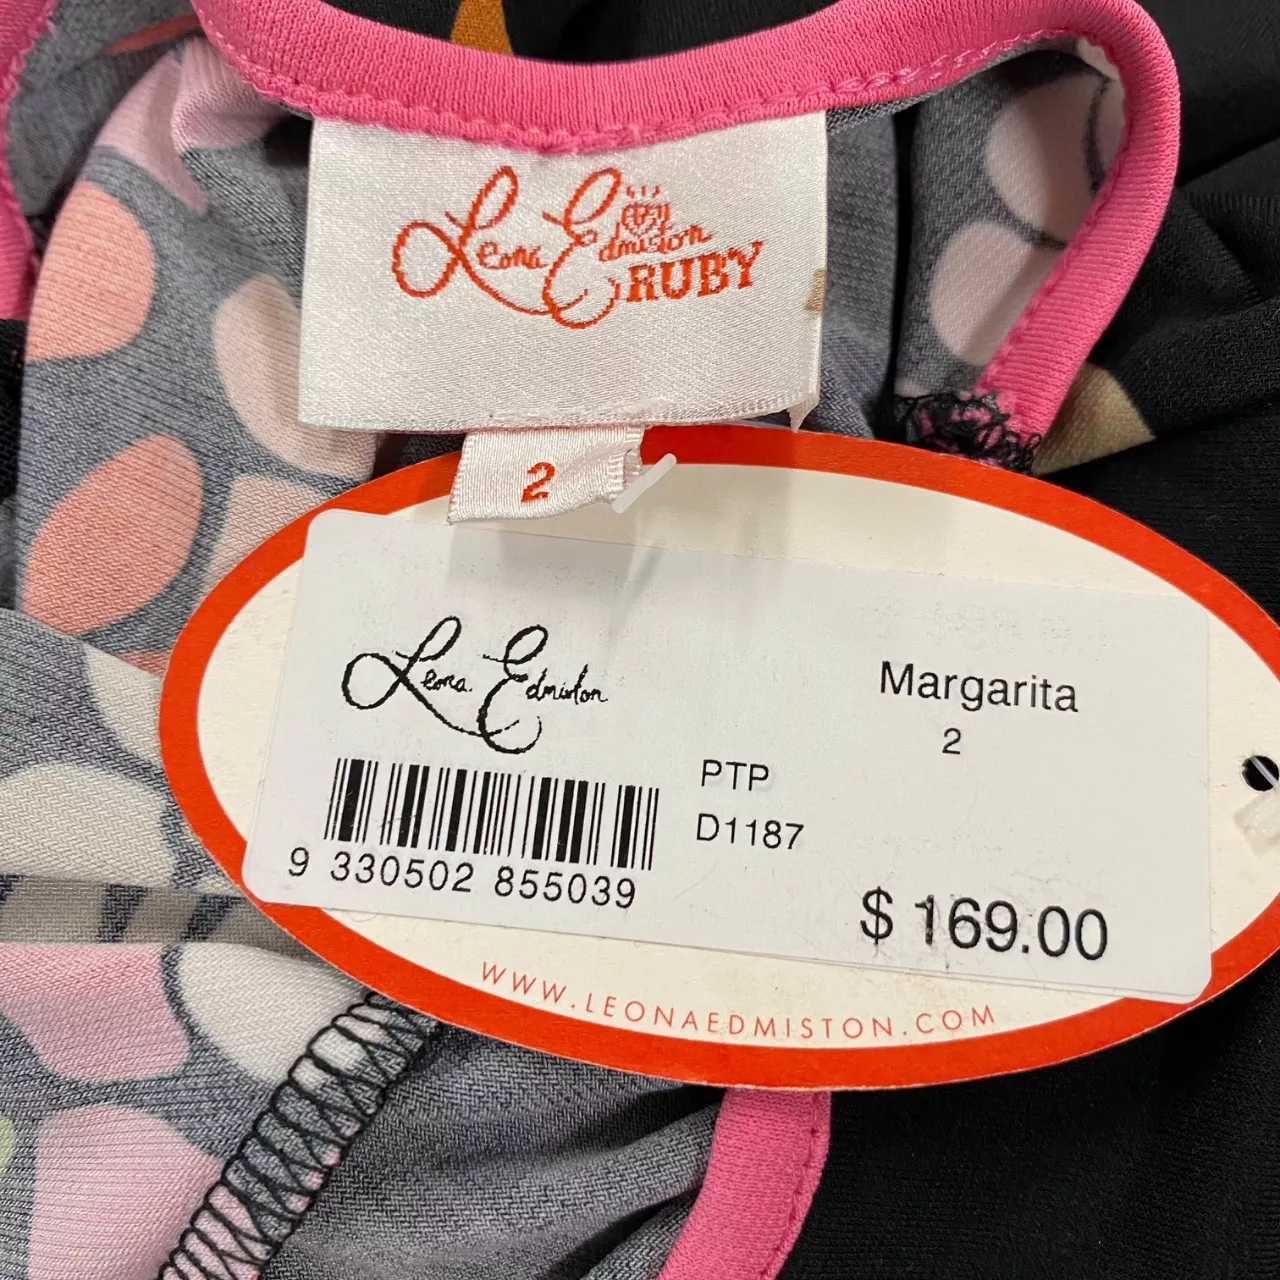 Leona Edmiston
RUBY
2
Leona Edmiston
Margarita
2
PTP
D1187
9 330502 855039
$ 169.00
WWW.LEONAEDMISTON.COM